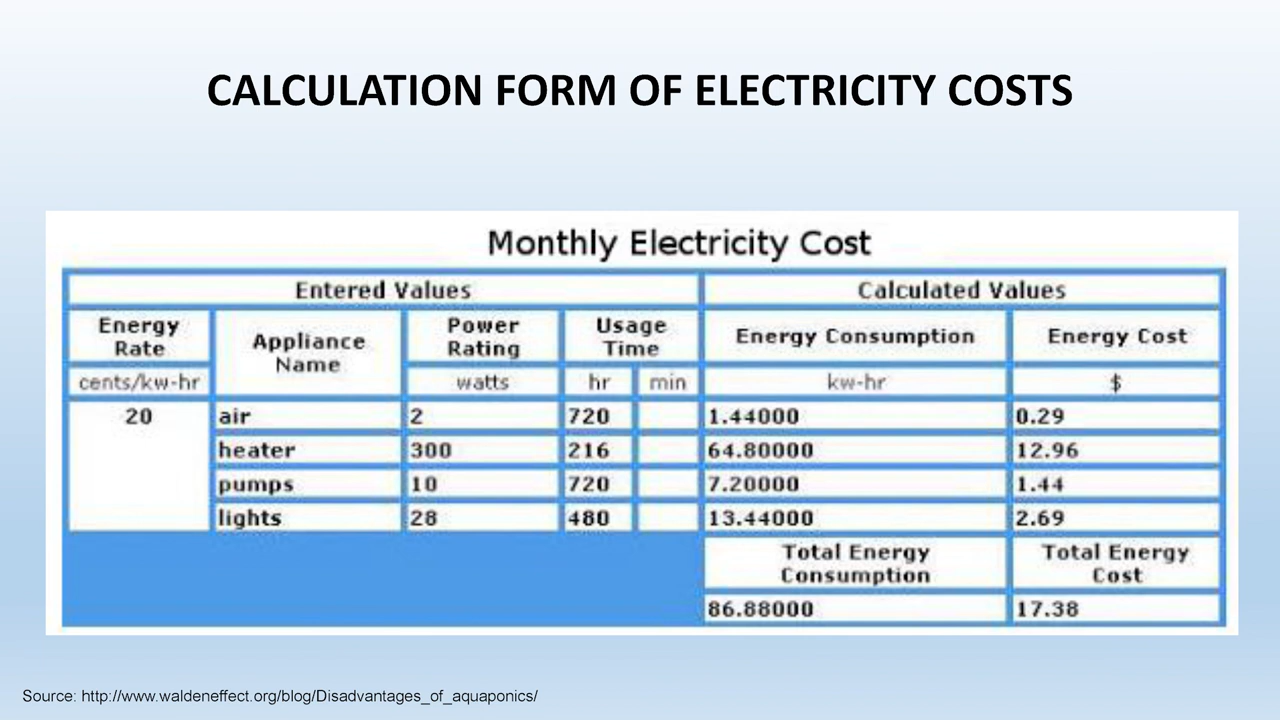 CALCULATION FORM OF ELECTRICITY COSTS
Monthly Electricity Cost
Entered Values Calculated Values
Energy Rate Appliance Name Power Rating Usage Time Energy Consumption Energy Cost
cents/kw-hr watts hr min kw-hr $
20 air 2 720 1.44000 0.29
heater 300 216 64.80000 12.96
pumps 10 720 7.20000 1.44
lights 28 480 13.44000 2.69
Total Energy Consumption Total Energy Cost
86.88000 17.38
Source: http://www.waldeneffect.org/blog/Disadvantages_of_aquaponics/